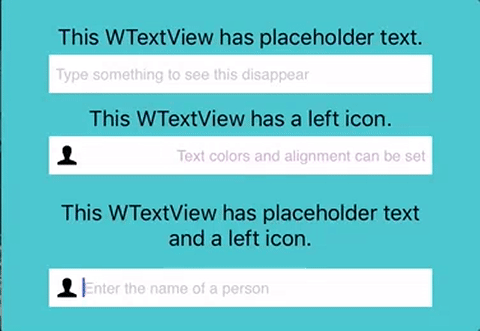 This WTextView has placeholder text.
Type something to see this disappear
This WTextView has a left icon.
Text colors and alignment can be set
This WTextView has placeholder text
and a left icon.
Enter the name of a person